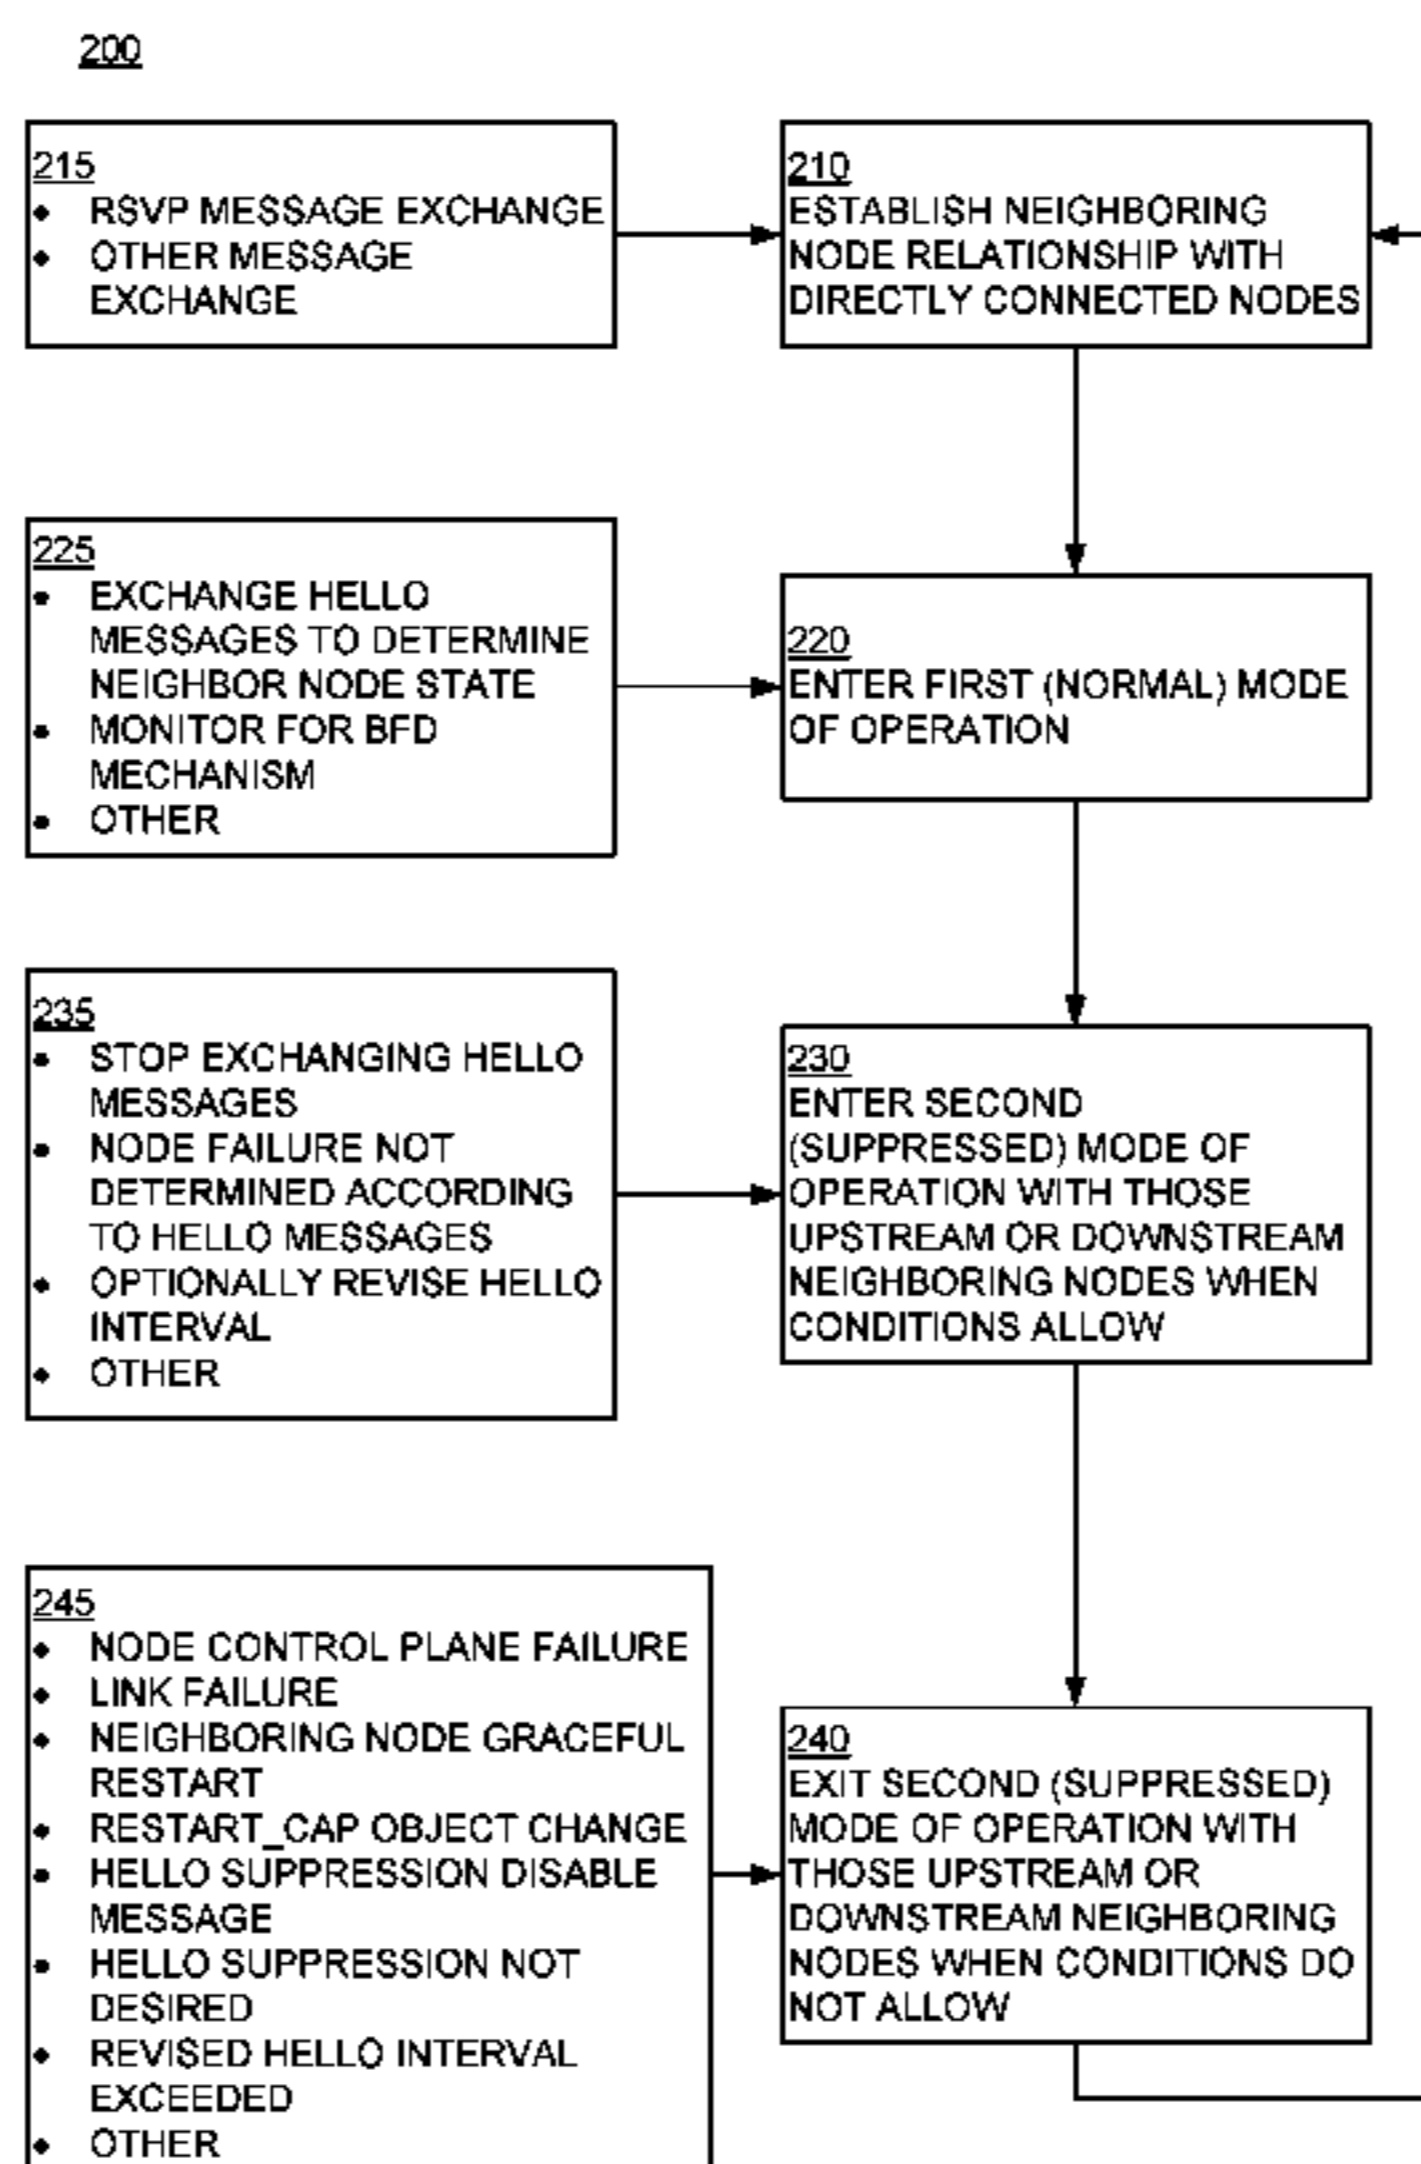 200
215
• RSVP MESSAGE EXCHANGE
• OTHER MESSAGE
EXCHANGE
210
ESTABLISH NEIGHBORING
NODE RELATIONSHIP WITH
DIRECTLY CONNECTED NODES
225
• EXCHANGE HELLO
MESSAGES TO DETERMINE
NEIGHBOR NODE STATE
• MONITOR FOR BFD
MECHANISM
• OTHER
220
ENTER FIRST (NORMAL) MODE
OF OPERATION
235
• STOP EXCHANGING HELLO
MESSAGES
• NODE FAILURE NOT
DETERMINED ACCORDING
TO HELLO MESSAGES
• OPTIONALLY REVISE HELLO
INTERVAL
• OTHER
230
ENTER SECOND
(SUPPRESSED) MODE OF
OPERATION WITH THOSE
UPSTREAM OR DOWNSTREAM
NEIGHBORING NODES WHEN
CONDITIONS ALLOW
245
• NODE CONTROL PLANE FAILURE
• LINK FAILURE
• NEIGHBORING NODE GRACEFUL
RESTART
• RESTART_CAP OBJECT CHANGE
• HELLO SUPPRESSION DISABLE
MESSAGE
• HELLO SUPPRESSION NOT
DESIRED
• REVISED HELLO INTERVAL
EXCEEDED
• OTHER
240
EXIT SECOND (SUPPRESSED)
MODE OF OPERATION WITH
THOSE UPSTREAM OR
DOWNSTREAM NEIGHBORING
NODES WHEN CONDITIONS DO
NOT ALLOW